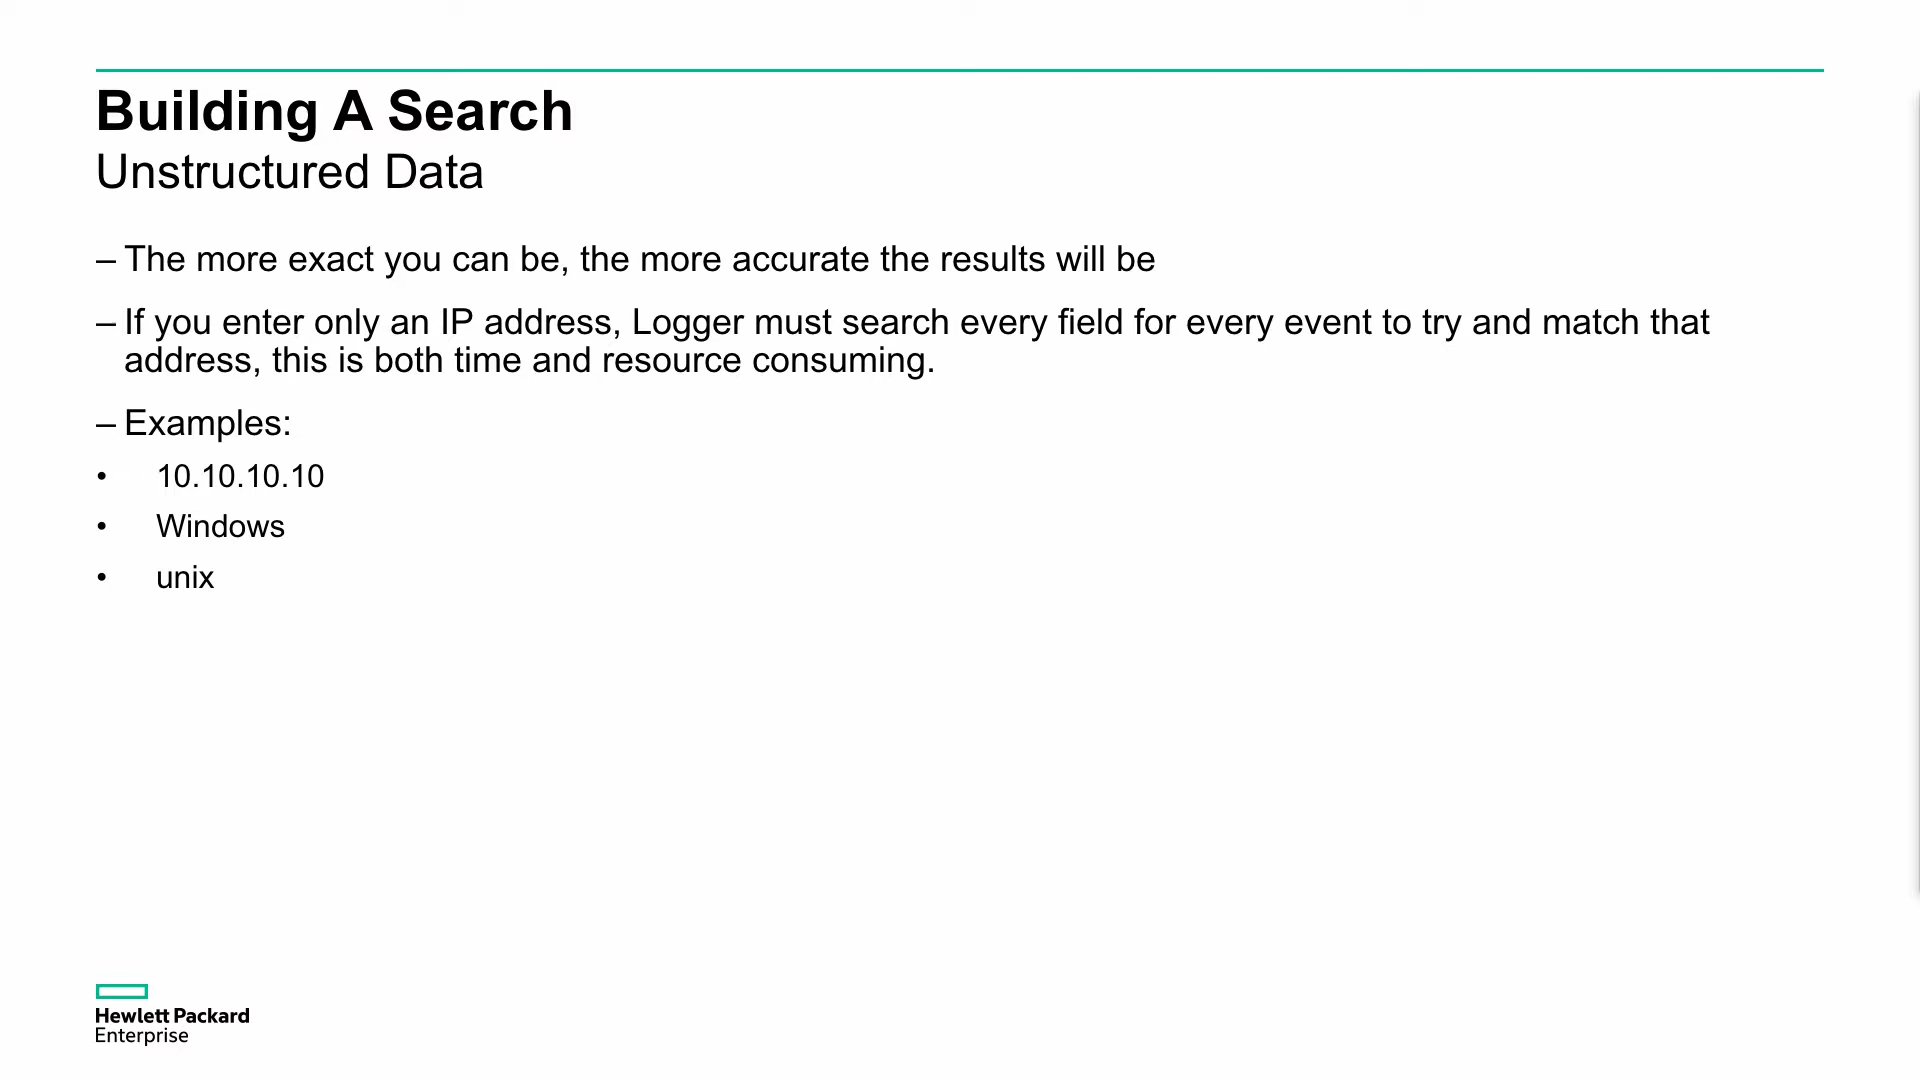 Building A Search
Unstructured Data
– The more exact you can be, the more accurate the results will be
– If you enter only an IP address, Logger must search every field for every event to try and match that
address, this is both time and resource consuming.
– Examples:
• 10.10.10.10
• Windows
• unix
Hewlett Packard
Enterprise